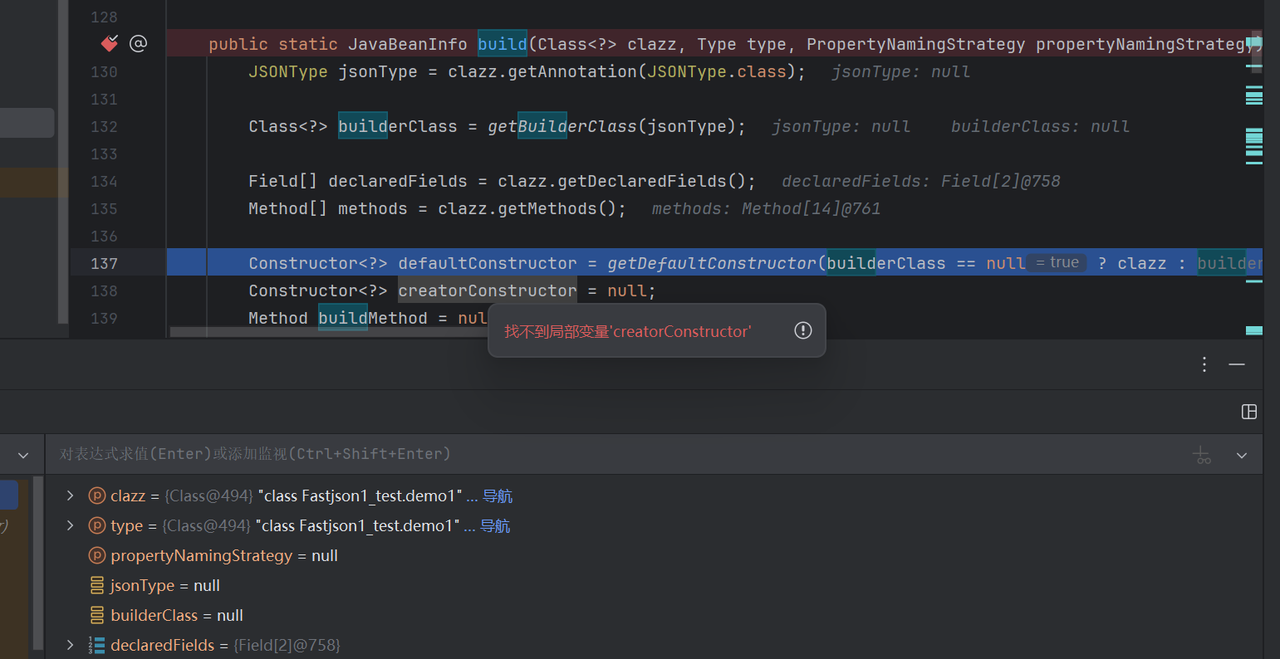 128
public static JavaBeanInfo build(Class<?> clazz, Type type, PropertyNamingStrategy propertyNamingStrategy)
130 JSONType jsonType = clazz.getAnnotation(JSONType.class); jsonType: null
131
132 Class<?> builderClass = getBuilderClass(jsonType); jsonType: null builderClass: null
133
134 Field[] declaredFields = clazz.getDeclaredFields(); declaredFields: Field[2]@758
135 Method[] methods = clazz.getMethods(); methods: Method[14]@761
136
137 Constructor<?> defaultConstructor = getDefaultConstructor(builderClass == null = true ? clazz : builder
138 Constructor<?> creatorConstructor = null;
139 Method buildMethod = nul
找不到局部变量'creatorConstructor'
对表达式求值(Enter)或添加监视(Ctrl+Shift+Enter)
clazz = {Class@494} "class Fastjson1_test.demo1" ... 导航
type = {Class@494} "class Fastjson1_test.demo1" ... 导航
propertyNamingStrategy = null
jsonType = null
builderClass = null
declaredFields = {Field[2]@758}